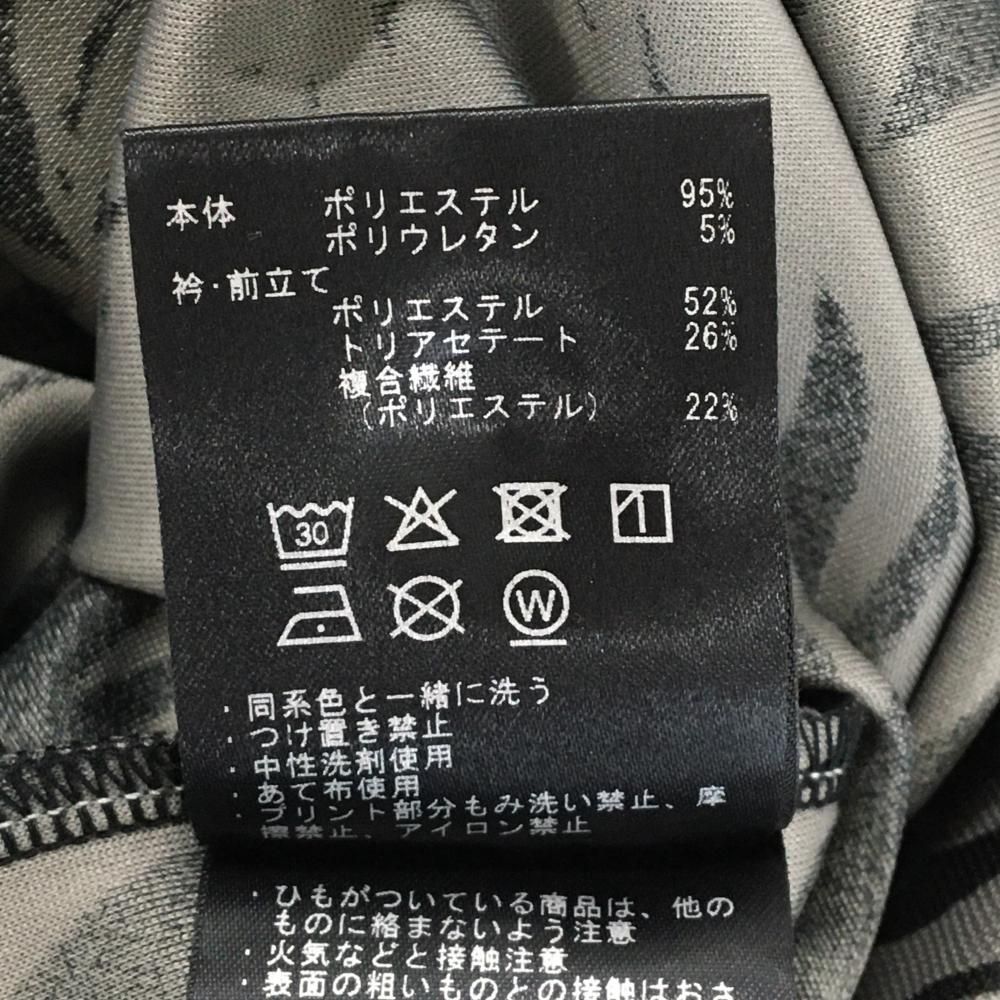 本体 ポリエステル 95%
ポリウレタン 5%
衿・前立て
ポリエステル 52%
トリアセテート 26%
複合繊維
(ポリエステル) 22%
30
W
・同系色と一緒に洗う
・つけ置き禁止
・中性洗剤使用
・あて布使用
・プリント部分もみ洗い禁止、摩
擦禁止、アイロン禁止
・ひもがついている商品は、他の
ものに絡まないよう注意
・火気などと接触注意
・表面の粗いものとの接触はおさ